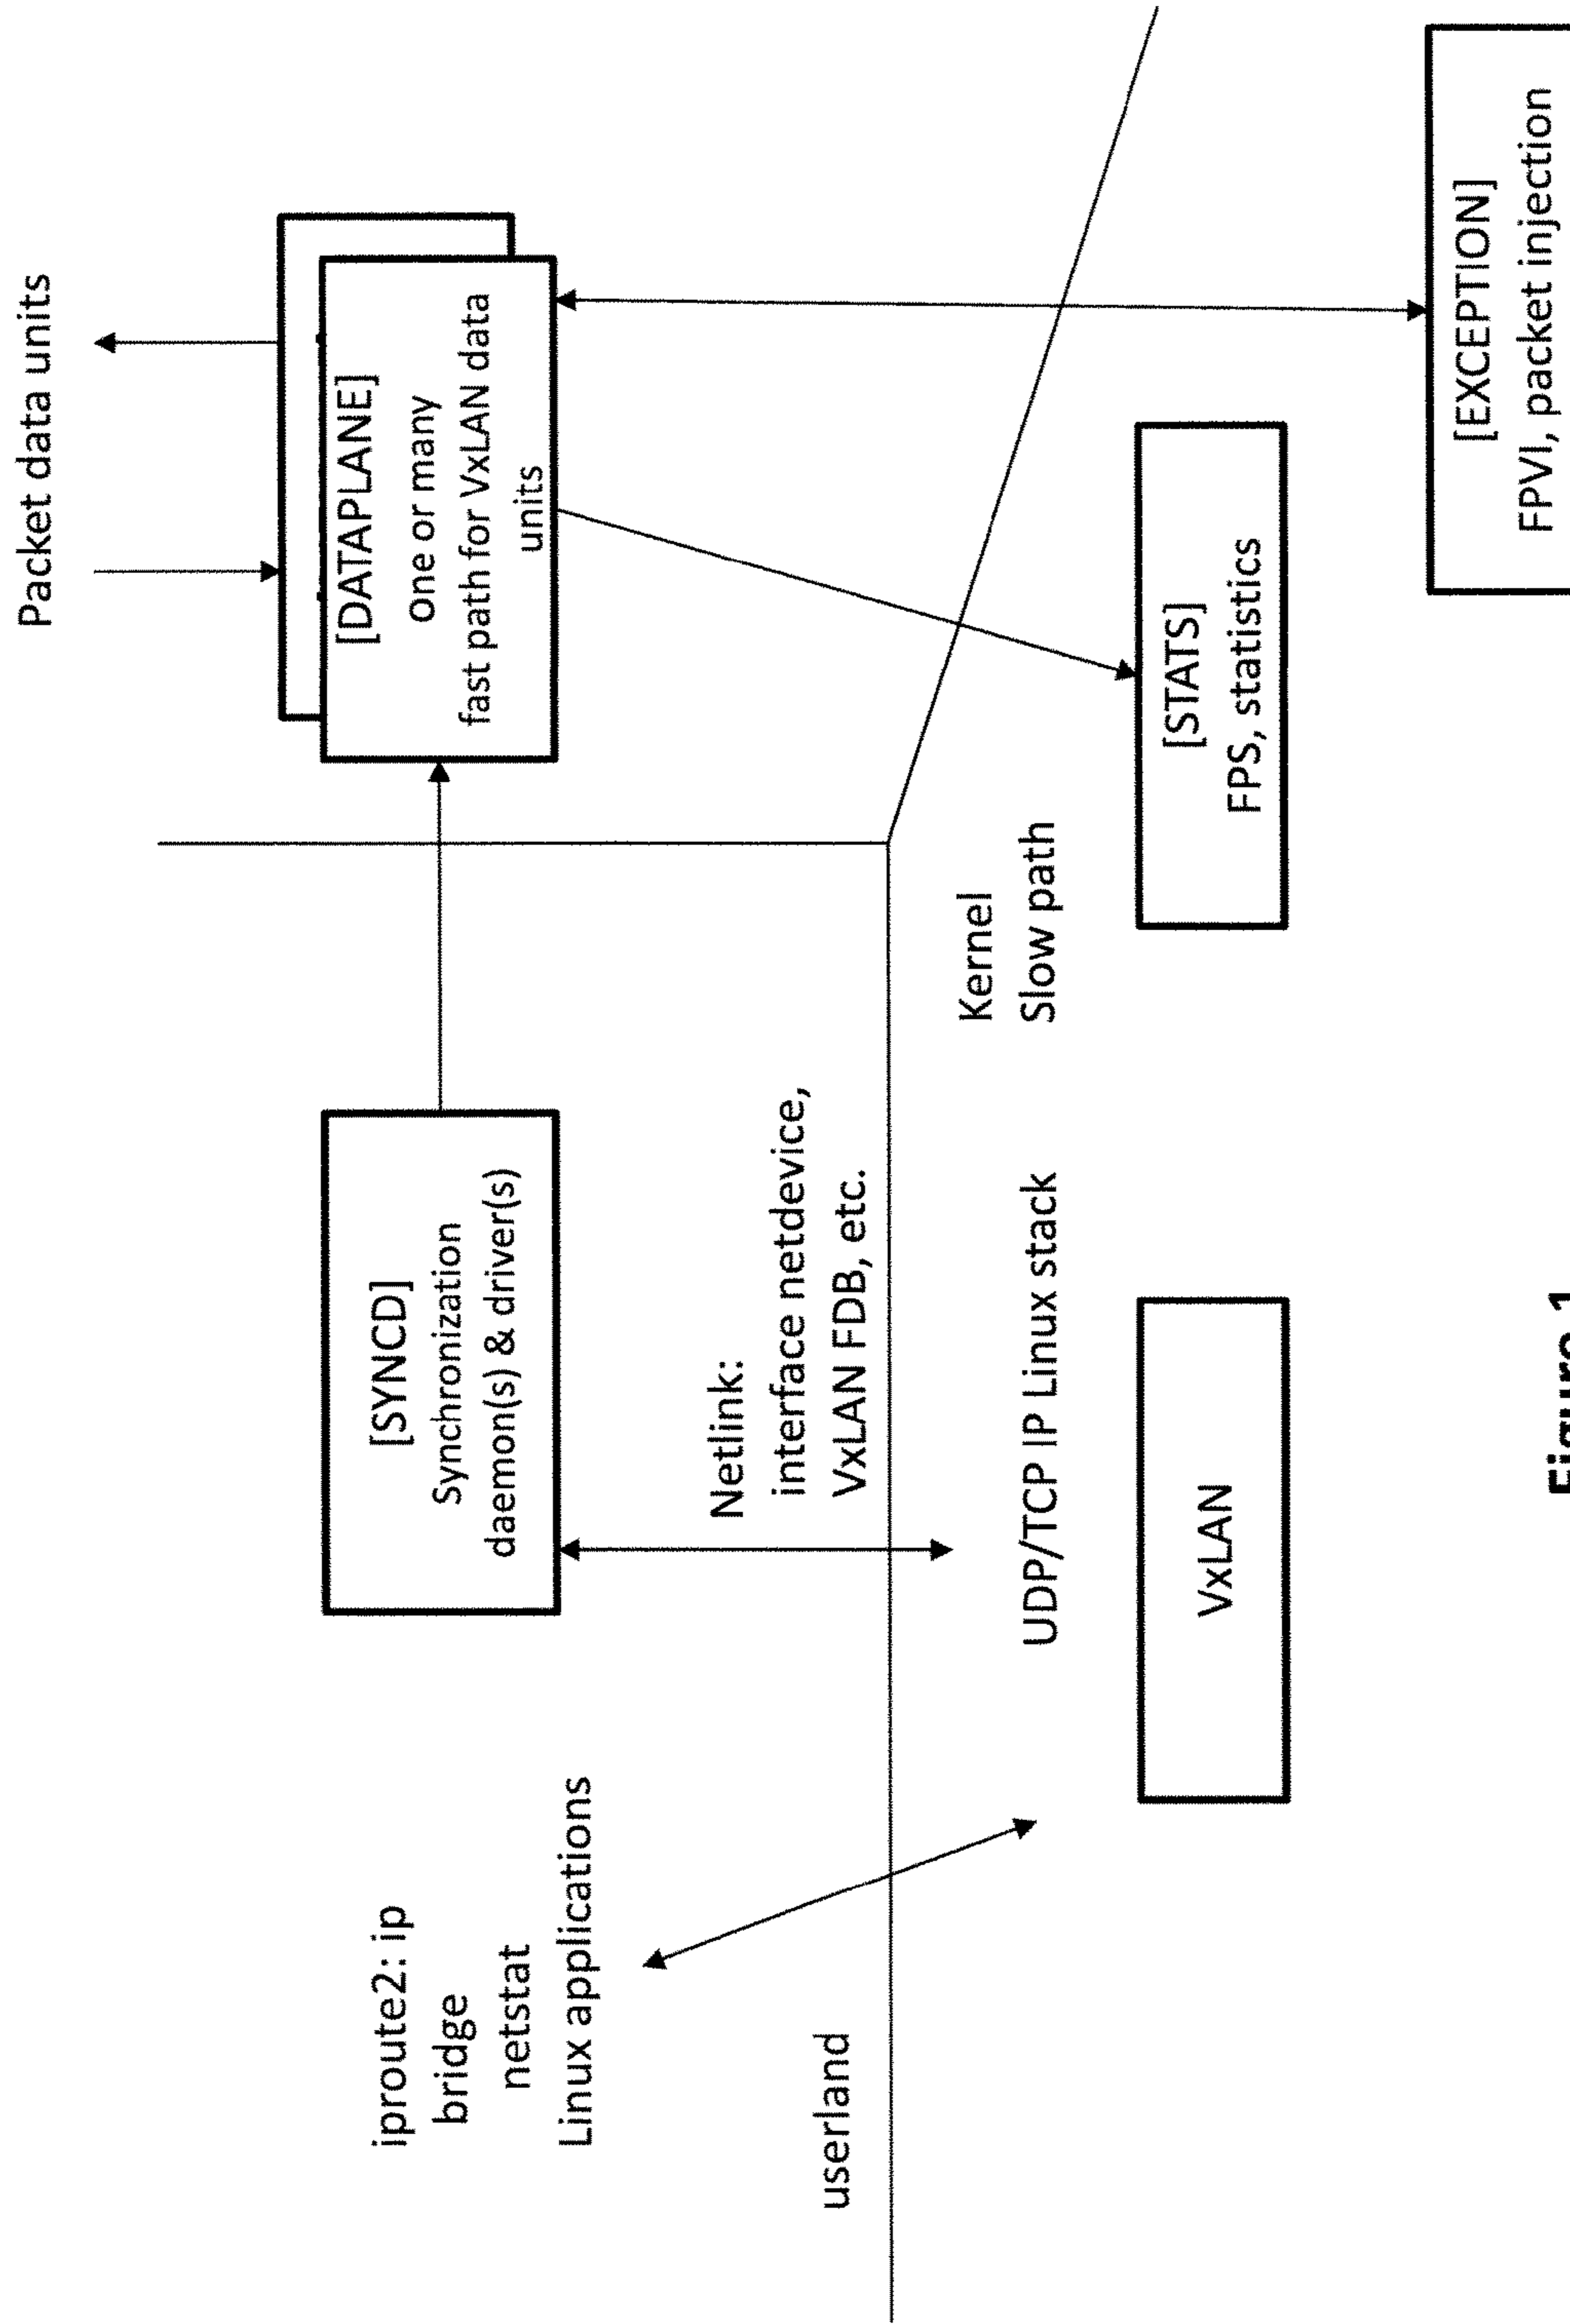 Packet data units
[DATAPLANE]
one or many
fast path for VxLAN data
units
[SYNCD]
Synchronization
daemon(s) & driver(s)
iproute2: ip
bridge
netstat
Linux applications
Netlink:
interface netdevice,
VxLAN FDB, etc.
userland
Kernel
Slow path
UDP/TCP IP Linux stack
VxLAN
[STATS]
FPS, statistics
[EXCEPTION]
FPVI, packet injection
Figure 1